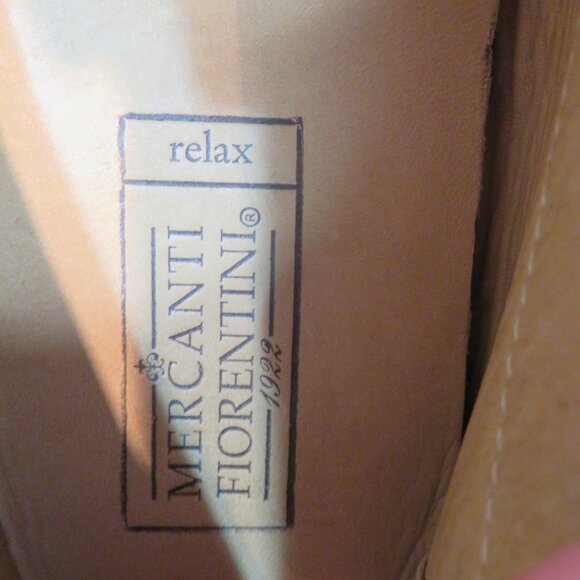 relax
MERCANTI
FIORENTINI®
1922